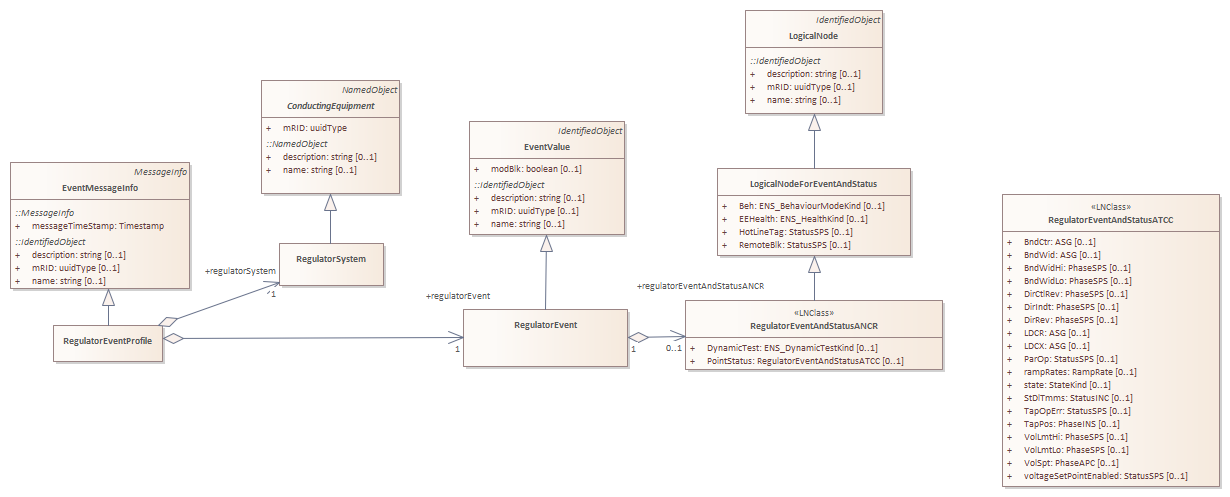 MessageInfo
EventMessageInfo
::MessageInfo
+ messageTimeStamp: Timestamp
::IdentifiedObject
+ description: string [0..1]
+ mRID: uuidType [0..1]
+ name: string [0..1]
RegulatorEventProfile
NamedObject
ConductingEquipment
+ mRID: uuidType
::NamedObject
+ description: string [0..1]
+ name: string [0..1]
RegulatorSystem
+regulatorSystem
1
IdentifiedObject
EventValue
+ modBlk: boolean [0..1]
::IdentifiedObject
+ description: string [0..1]
+ mRID: uuidType [0..1]
+ name: string [0..1]
+regulatorEvent
1
RegulatorEvent
1
+regulatorEventAndStatusANCR
0..1
IdentifiedObject
LogicalNode
::IdentifiedObject
+ description: string [0..1]
+ mRID: uuidType [0..1]
+ name: string [0..1]
LogicalNodeForEventAndStatus
+ Beh: ENS_BehaviourModeKind [0..1]
+ EEHealth: ENS_HealthKind [0..1]
+ HotLineTag: StatusSPS [0..1]
+ RemoteBlk: StatusSPS [0..1]
«LNClass»
RegulatorEventAndStatusANCR
+ DynamicTest: ENS_DynamicTestKind [0..1]
+ PointStatus: RegulatorEventAndStatusATCC [0..1]
«LNClass»
RegulatorEventAndStatusATCC
+ BndCtr: ASG [0..1]
+ BndWid: ASG [0..1]
+ BndWidHi: PhaseSPS [0..1]
+ BndWidLo: PhaseSPS [0..1]
+ DirCtlRev: PhaseSPS [0..1]
+ DirIndt: PhaseSPS [0..1]
+ DirRev: PhaseSPS [0..1]
+ LDCR: ASG [0..1]
+ LDCX: ASG [0..1]
+ ParOp: StatusSPS [0..1]
+ rampRates: RampRate [0..1]
+ state: StateKind [0..1]
+ StDlTmms: StatusINC [0..1]
+ TapOpErr: StatusSPS [0..1]
+ TapPos: PhaseINS [0..1]
+ VolLmtHi: PhaseSPS [0..1]
+ VolLmtLo: PhaseSPS [0..1]
+ VolSpt: PhaseAPC [0..1]
+ voltageSetPointEnabled: StatusSPS [0..1]